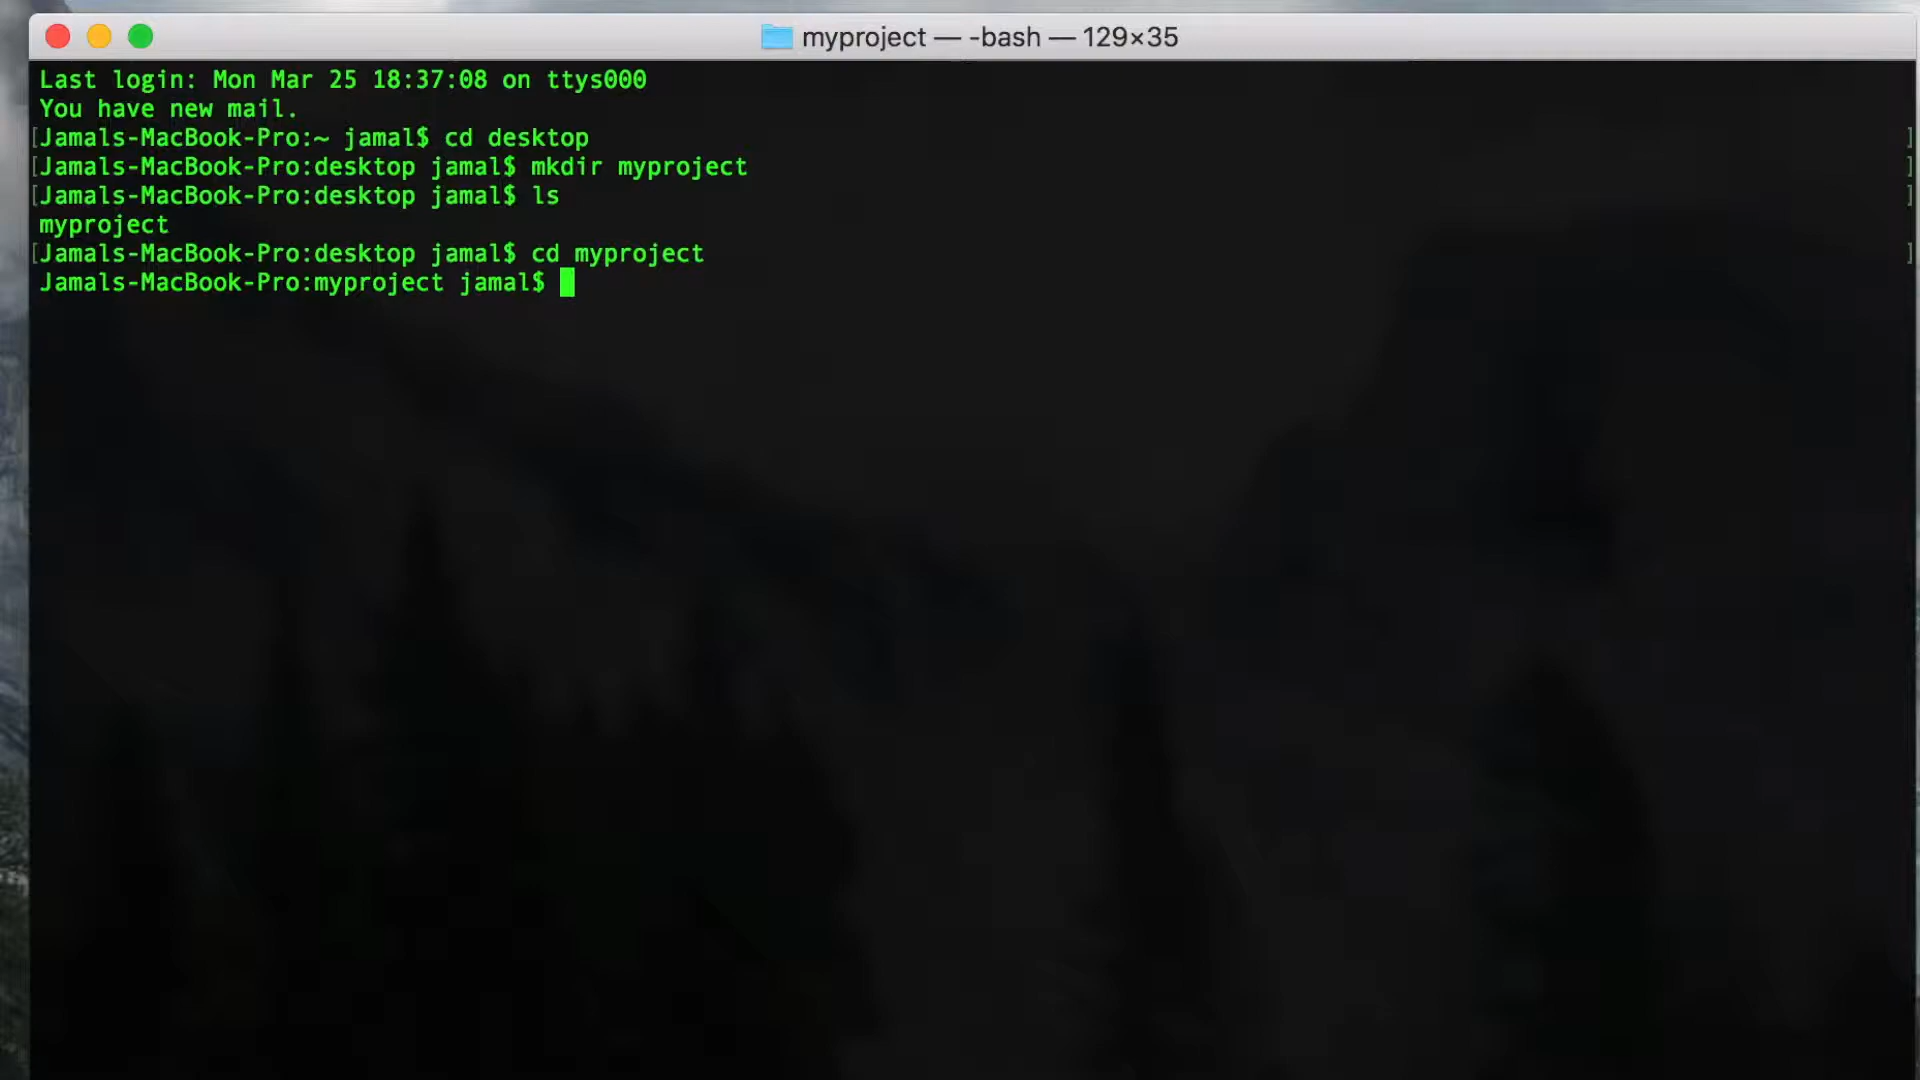 myproject — -bash — 129×35
Last login: Mon Mar 25 18:37:08 on ttys000
You have new mail.
[Jamals-MacBook-Pro:~ jamal$ cd desktop ]
[Jamals-MacBook-Pro:desktop jamal$ mkdir myproject ]
[Jamals-MacBook-Pro:desktop jamal$ ls ]
myproject
[Jamals-MacBook-Pro:desktop jamal$ cd myproject ]
Jamals-MacBook-Pro:myproject jamal$